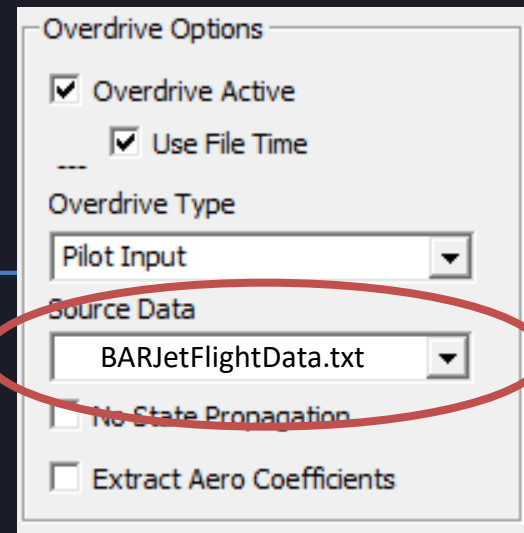 Overdrive Options
Overdrive Active
Use File Time
---
Overdrive Type
Pilot Input
Source Data
BARJetFlightData.txt
No State Propagation
Extract Aero Coefficients